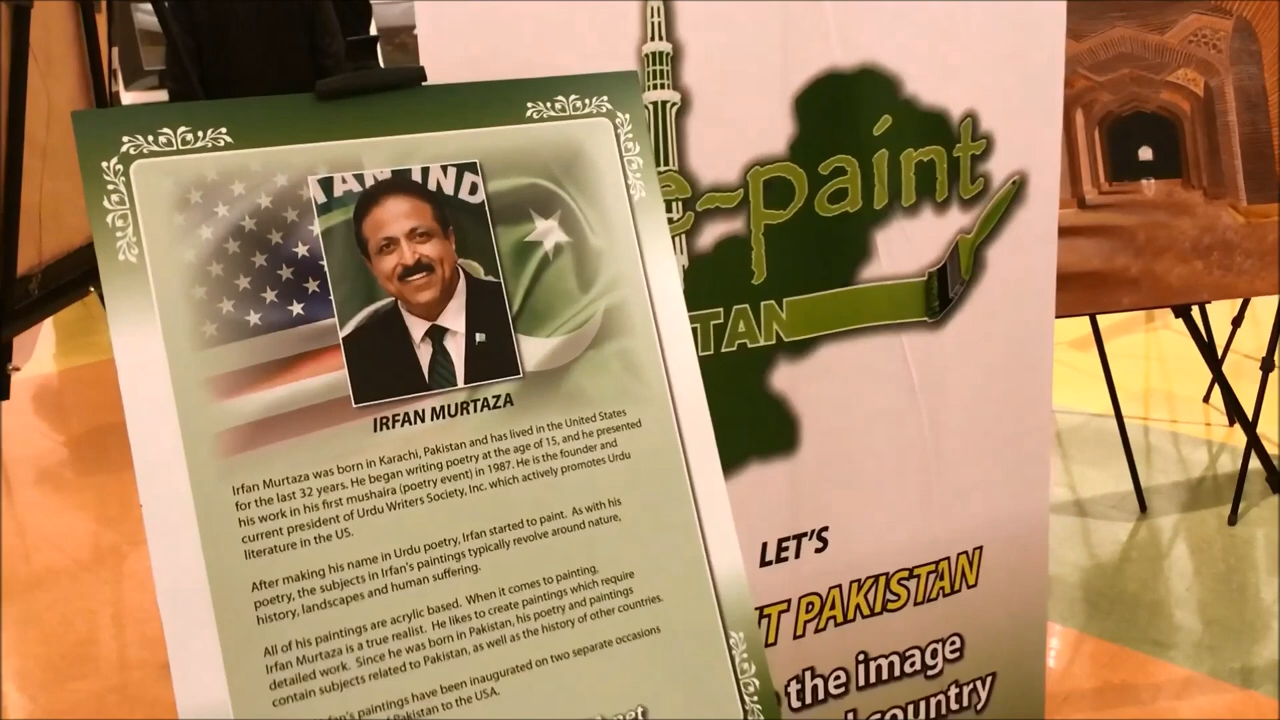 TAN IND
IRFAN MURTAZA
Irfan Murtaza was born in Karachi, Pakistan and has lived in the United States
for the last 32 years. He began writing poetry at the age of 15, and he presented
his work in his first mushaira (poetry event) in 1987. He is the founder and
current president of Urdu Writers Society, Inc. which actively promotes Urdu
literature in the US.
After making his name in Urdu poetry, Irfan started to paint. As with his
poetry, the subjects in Irfan's paintings typically revolve around nature,
history, landscapes and human suffering.
All of his paintings are acrylic based. When it comes to painting,
Irfan Murtaza is a true realist. He likes to create paintings which require
detailed work. Since he was born in Pakistan, his poetry and paintings
contain subjects related to Pakistan, as well as the history of other countries.
fan's paintings have been inaugurated on two separate occasions
Pakistan to the USA.
e-paint
TAN
LET'S
T PAKISTAN
the image
country